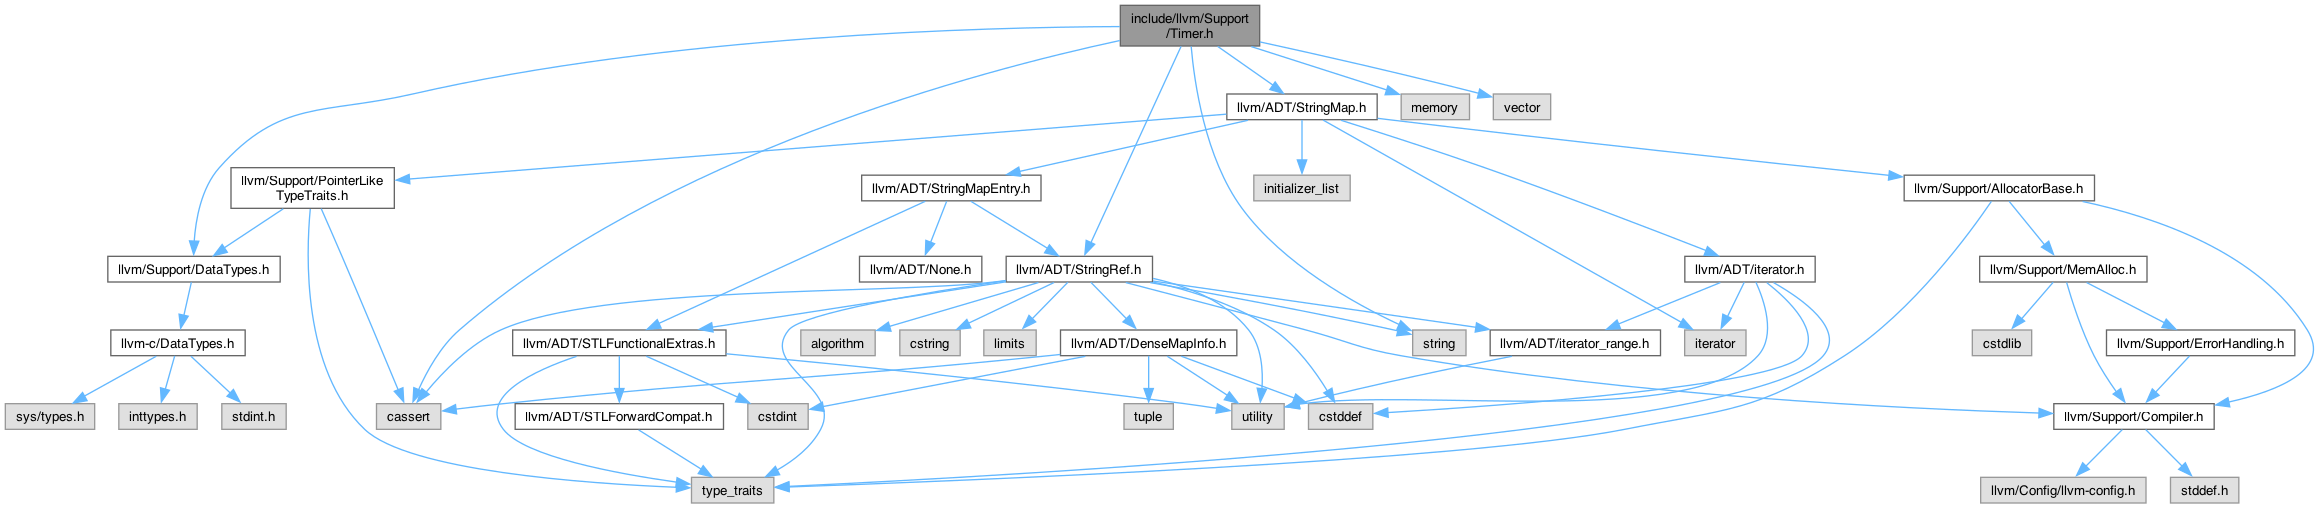 include/llvm/Support
/Timer.h
llvm/ADT/StringMap.h
memory
vector
llvm/Support/PointerLike
TypeTraits.h
llvm/ADT/StringMapEntry.h
initializer_list
llvm/Support/AllocatorBase.h
llvm/Support/DataTypes.h
llvm/ADT/None.h
llvm/ADT/StringRef.h
llvm/ADT/iterator.h
llvm/Support/MemAlloc.h
llvm-c/DataTypes.h
llvm/ADT/STLFunctionalExtras.h
algorithm
cstring
limits
llvm/ADT/DenseMapInfo.h
string
llvm/ADT/iterator_range.h
iterator
cstdlib
llvm/Support/ErrorHandling.h
sys/types.h
inttypes.h
stdint.h
cassert
llvm/ADT/STLForwardCompat.h
cstdint
tuple
utility
cstddef
llvm/Support/Compiler.h
type_traits
llvm/Config/llvm-config.h
stddef.h